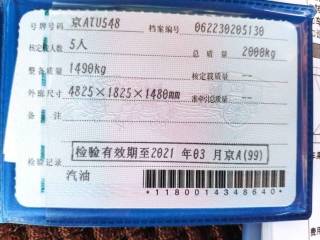 号牌号码 京ATU548 档案编号 062230205130
核定载人数 5人 总质量 2000kg
整备质量 1490kg 核定载质量 --
外廓尺寸 4825×1825×1480mm 准牵引总质量 --
备注
检验有效期至2021 年03 月京A(99)
检验记录
汽油
*1180014348640*